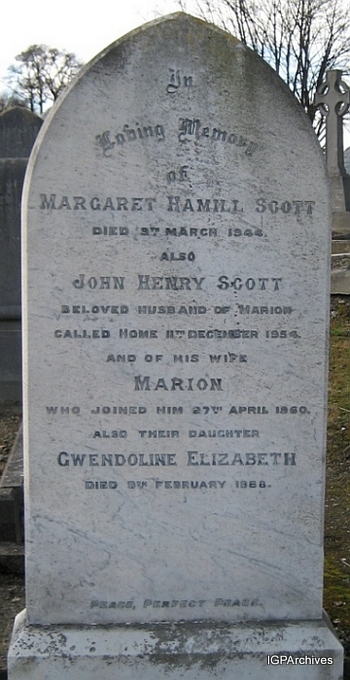 In
Loving Memory
of
MARGARET HAMILL SCOTT
DIED 3RD MARCH 1944.
ALSO
JOHN HENRY SCOTT
BELOVED HUSBAND OF MARION
CALLED HOME 11TH DECEMBER 1954.
AND OF HIS WIFE
MARION
WHO JOINED HIM 27TH APRIL 1960.
ALSO THEIR DAUGHTER
GWENDOLINE ELIZABETH
DIED 9TH FEBRUARY 1988.
PEACE, PERFECT PEACE.
IGPArchives